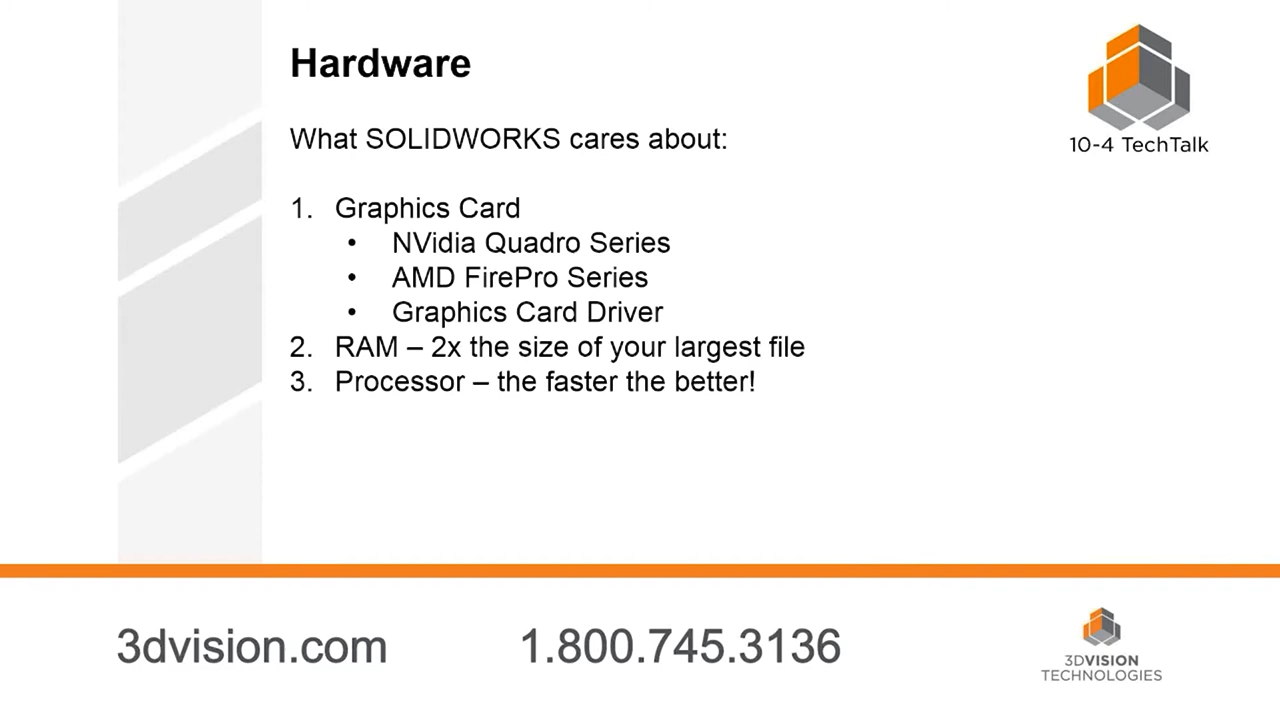 Hardware
10-4 TechTalk
What SOLIDWORKS cares about:
1. Graphics Card
• NVidia Quadro Series
• AMD FirePro Series
• Graphics Card Driver
2. RAM – 2x the size of your largest file
3. Processor – the faster the better!
3dvision.com
1.800.745.3136
3DVISION
TECHNOLOGIES